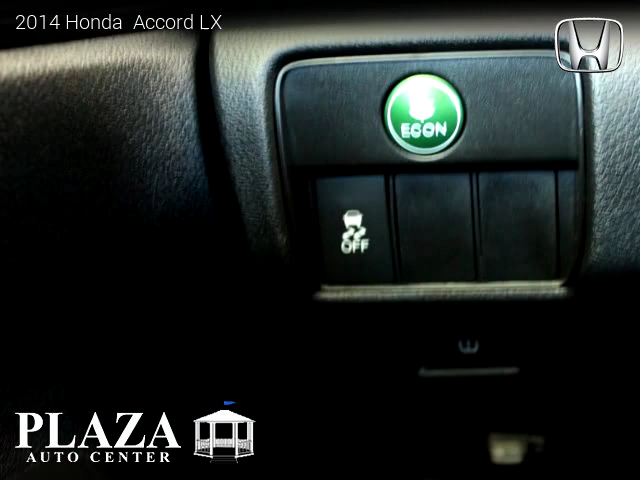 2014 Honda Accord LX
ECON
OFF
PLAZA
AUTO CENTER